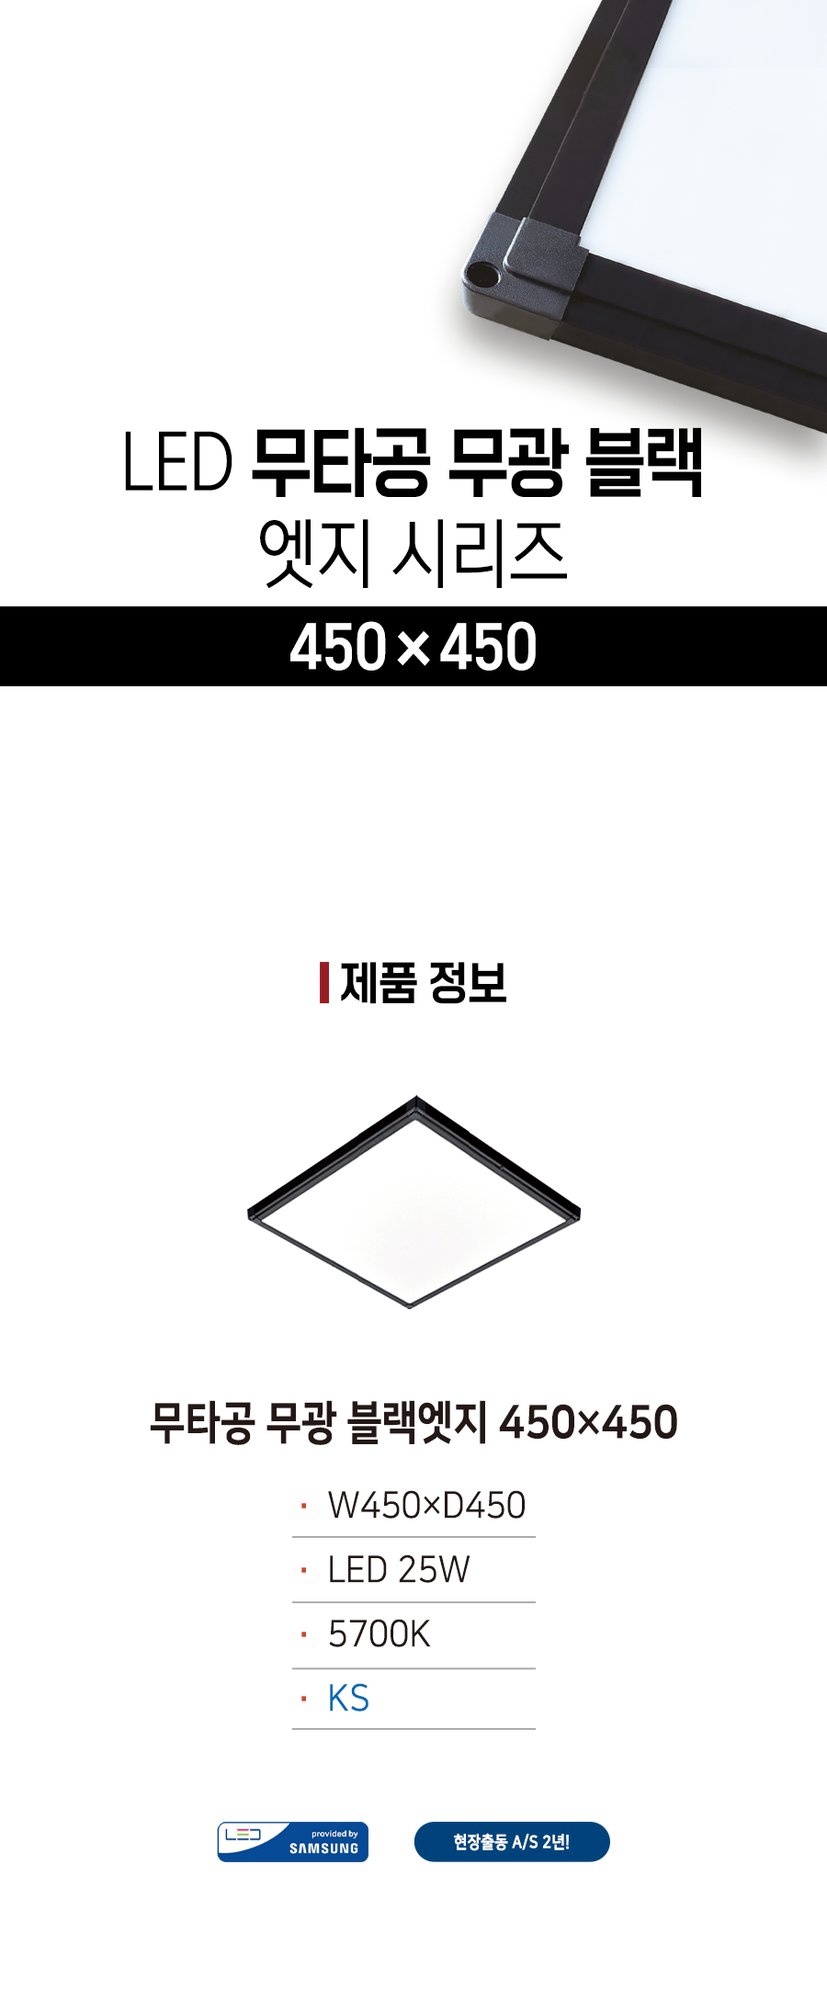 LED 무타공 무광 블랙
엣지 시리즈
450×450
제품 정보
무타공 무광 블랙엣지 450×450
· W450×D450
· LED 25W
· 5700K
· KS
LED provided by
SAMSUNG
현장출동 A/S 2년!